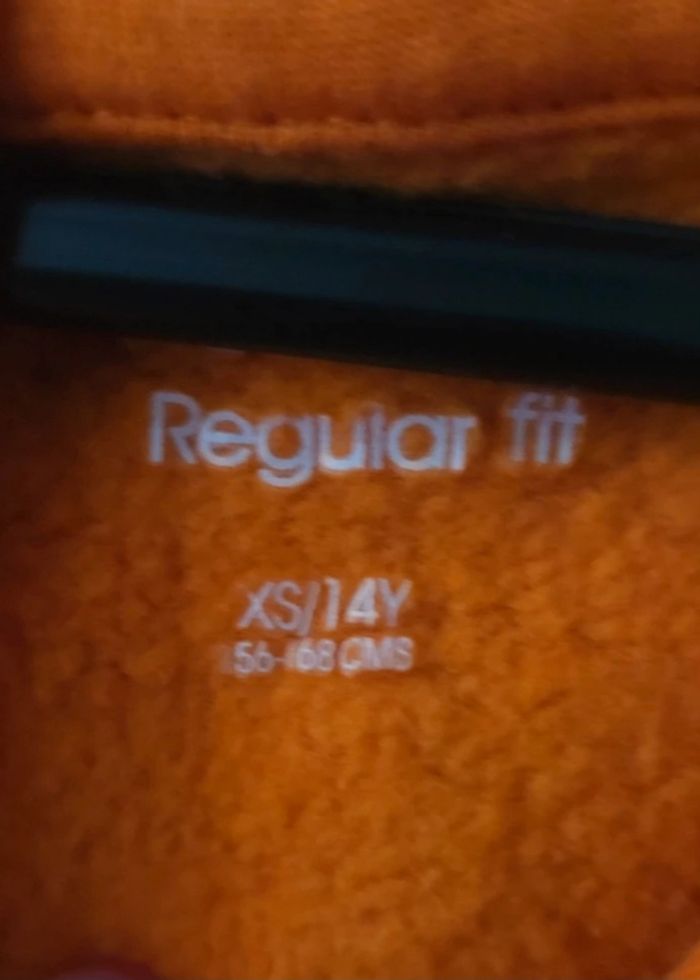 Regular fit
XS/14Y
156-168 CMS